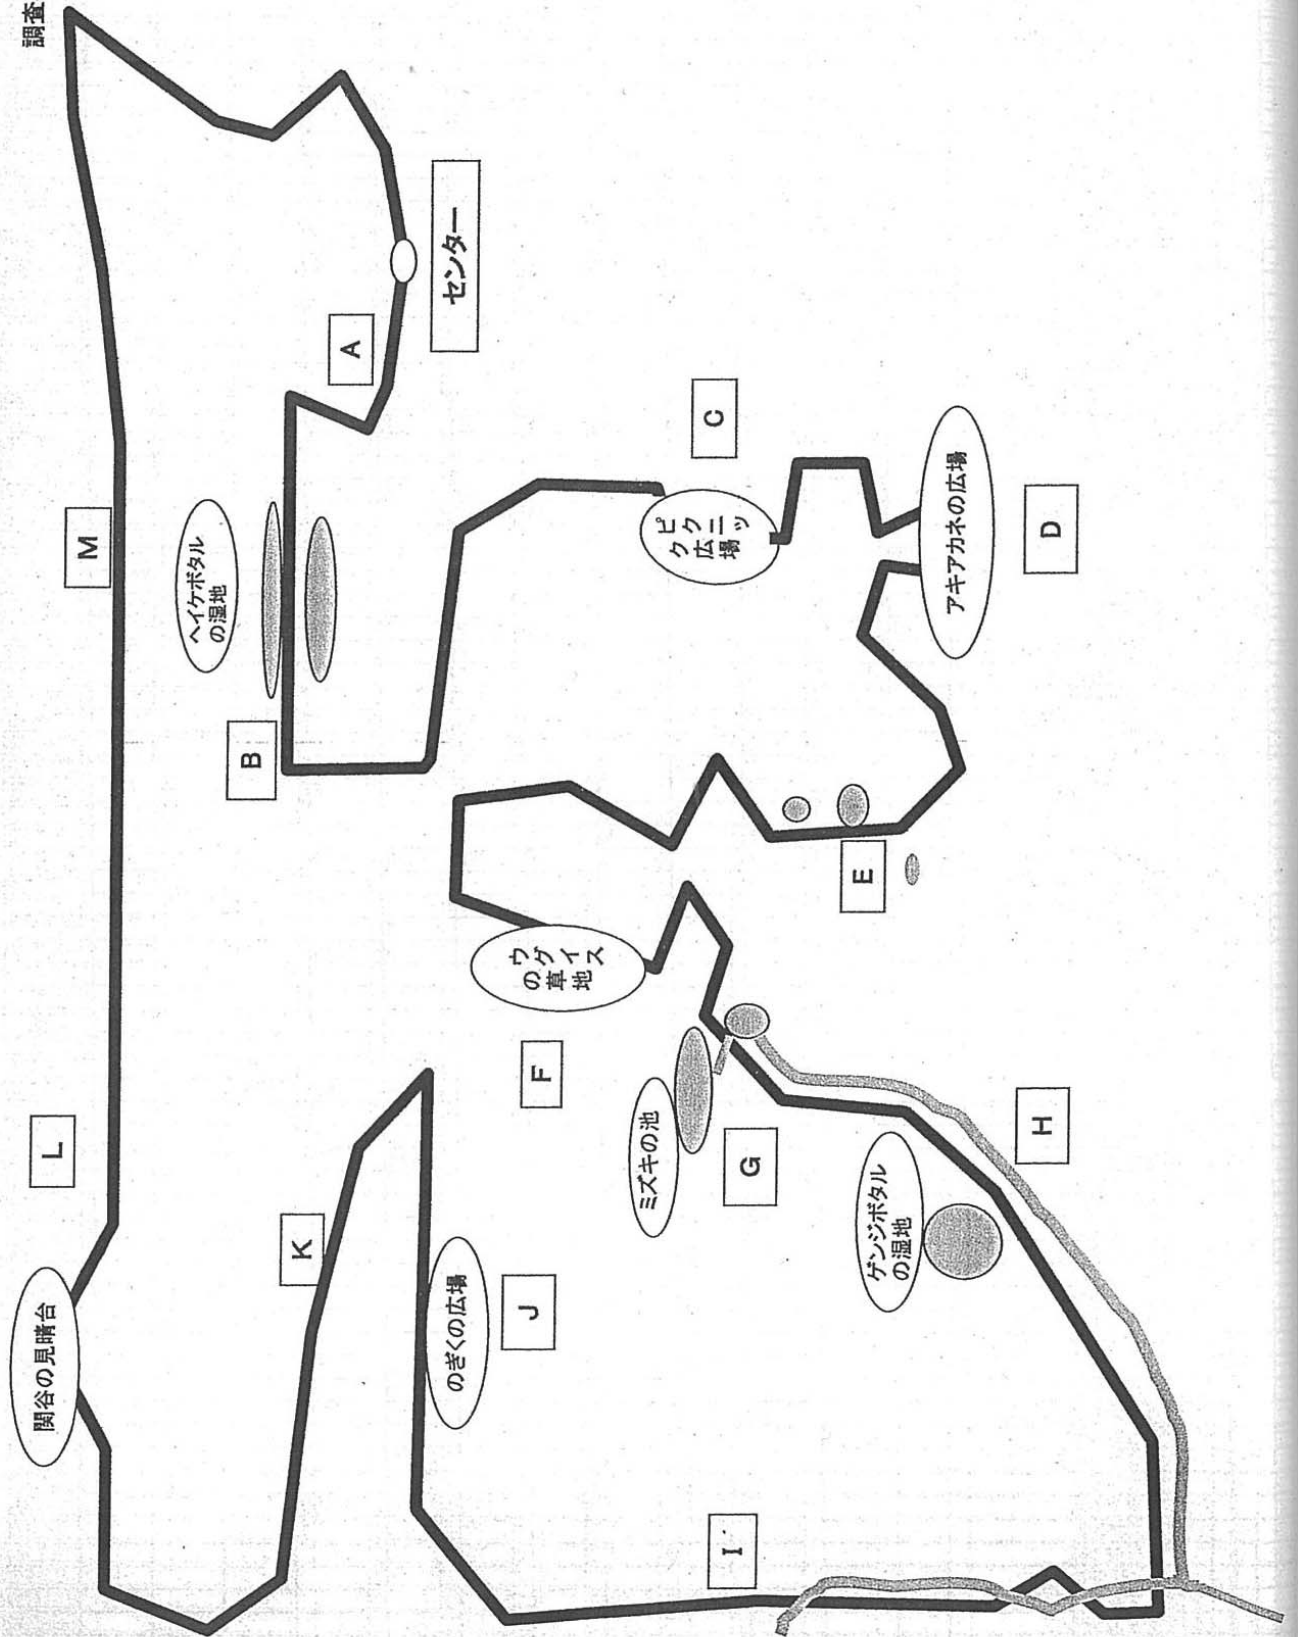 調査
センター
A
ヘイケボタル
の湿地
B
M
C
ピクニッ
ク広場
アキアカネの広場
D
E
ウグイス
の草地
F
ミズキの池
G
H
ゲンジボタル
の湿地
I
のぎくの広場
J
K
関谷の見晴台
L